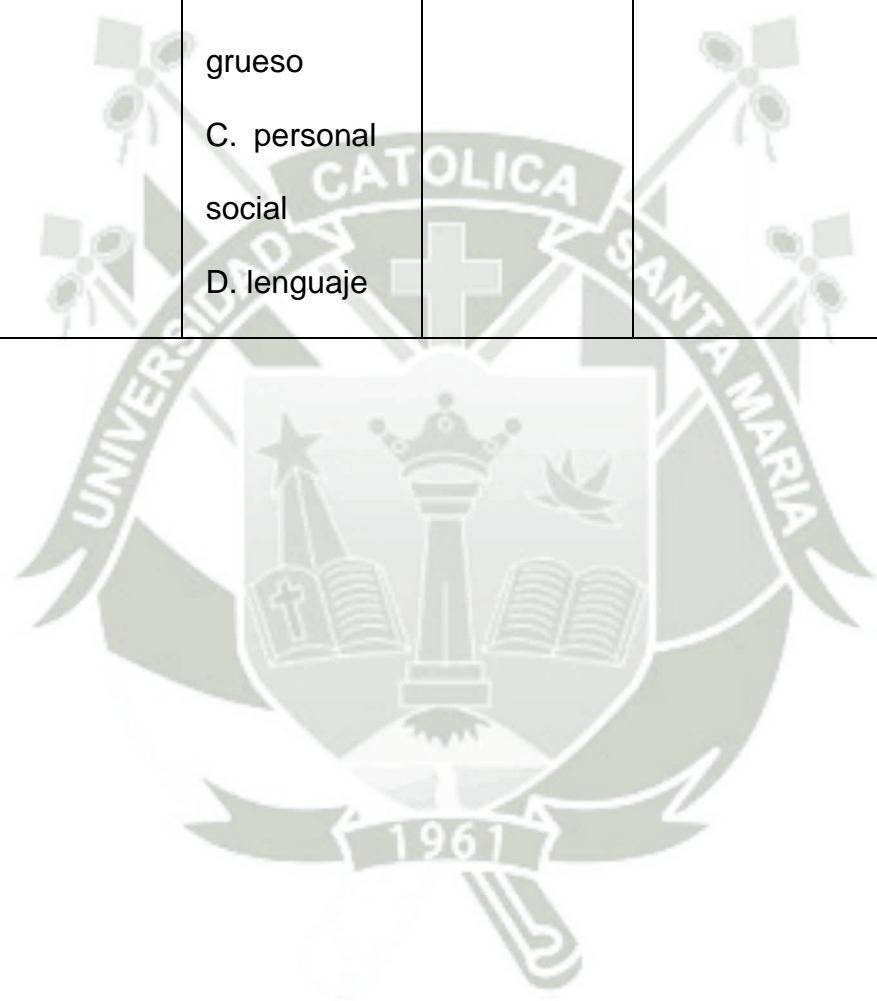 grueso
C. personal
social
D. lenguaje
UNIVERSIDAD CATOLICA SANTA MARIA
1961